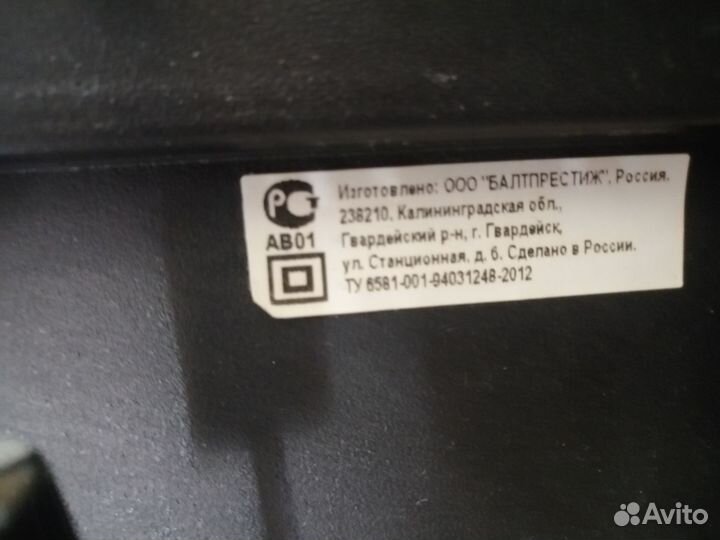 Изготовлено: ООО "БАЛТПРЕСТИЖ", Россия.
238210, Калининградская обл.,
Гвардейский р-н, г. Гвардейск,
ул. Станционная, д. 6. Сделано в России.
ТУ 6581-001-94031248-2012
РСТ
АВ01
Avito